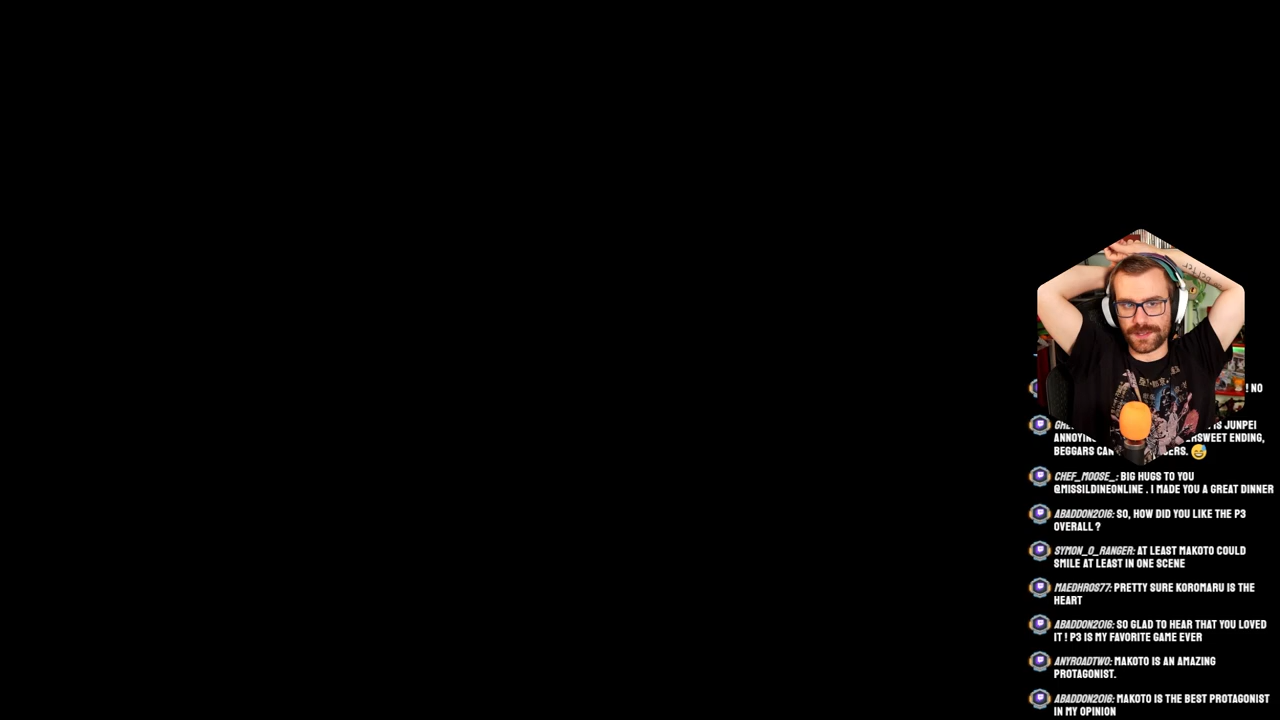 ! NO
IS JUNPEI
ANNOYIN ERSWEET ENDING,
BEGGARS CAN ERS. 😅
CHEF_MOOSE_: BIG HUGS TO YOU
@MISSILDINEONLINE . I MADE YOU A GREAT DINNER
ABADDON2016: SO, HOW DID YOU LIKE THE P3
OVERALL ?
SYMON_O_RANGER: AT LEAST MAKOTO COULD
SMILE AT LEAST IN ONE SCENE
MAEDHROS77: PRETTY SURE KOROMARU IS THE
HEART
ABADDON2016: SO GLAD TO HEAR THAT YOU LOVED
IT ! P3 IS MY FAVORITE GAME EVER
ANYROADTWO: MAKOTO IS AN AMAZING
PROTAGONIST.
ABADDON2016: MAKOTO IS THE BEST PROTAGONIST
IN MY OPINION